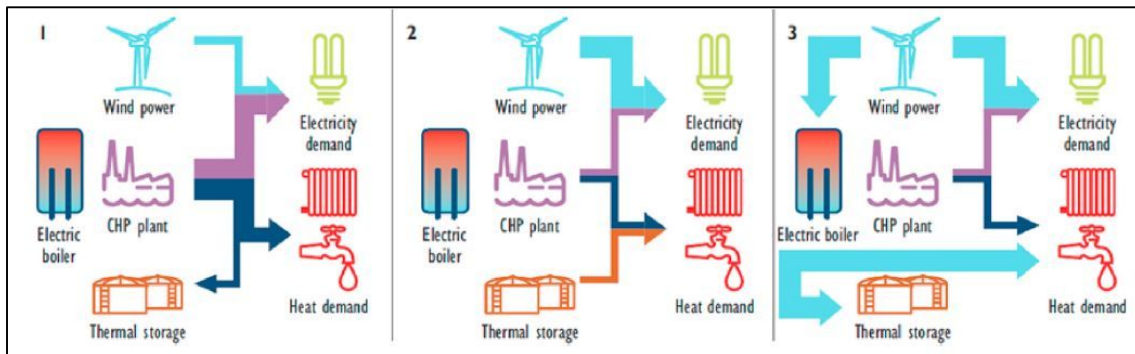 1
Wind power
Electricity
demand
CHP plant
Electric
boiler
Heat demand
Thermal storage
2
Wind power
Electricity
demand
CHP plant
Electric
boiler
Heat demand
Thermal storage
3
Wind power
Electricity
demand
CHP plant
Electric boiler
Heat demand
Thermal storage